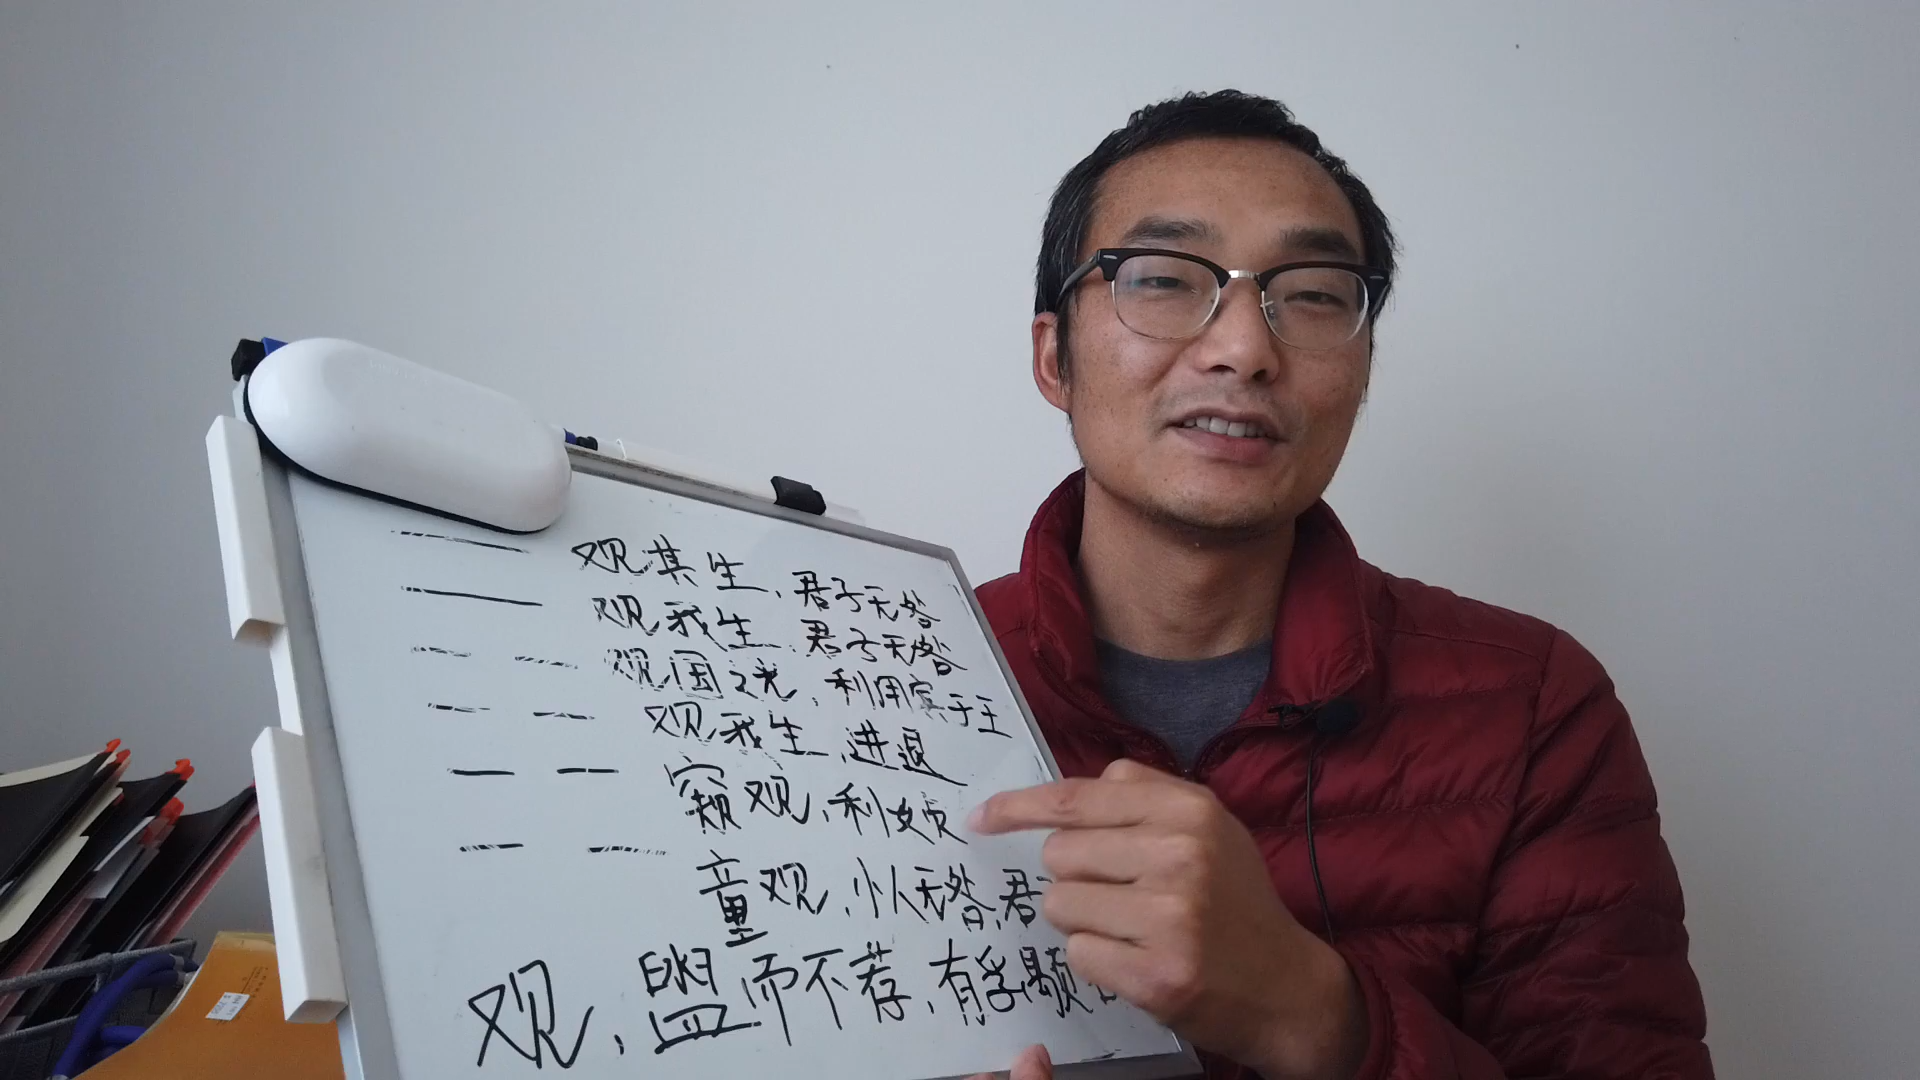 观其生，君子无咎
观我生，君子无咎
观国之光，利用宾于王
观我生，进退
窥观，利女贞
童观，小人无咎，君
观，盥而不荐，有孚颙